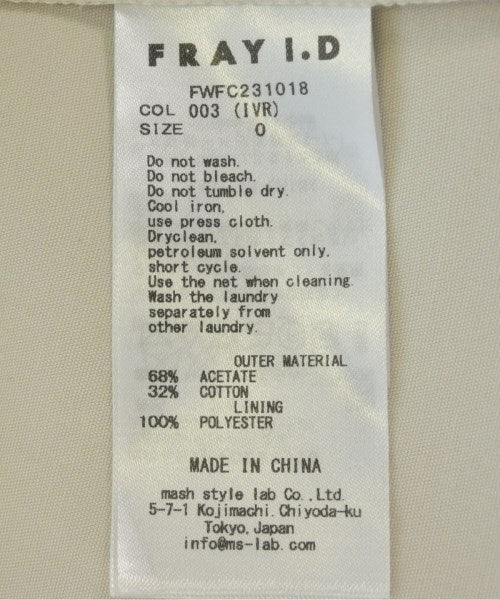 FRAY I.D
FWFC231018
COL 003 (IVR)
SIZE 0
Do not wash.
Do not bleach.
Do not tumble dry.
Cool iron,
use press cloth.
Dryclean,
petroleum solvent only.
short cycle.
Use the net when cleaning.
Wash the laundry
separately from
other laundry.
OUTER MATERIAL
68% ACETATE
32% COTTON
LINING
100% POLYESTER
MADE IN CHINA
mash style lab Co.,Ltd.
5-7-1 Kojimachi.Chiyoda-ku
Tokyo,Japan
info@ms-lab.com